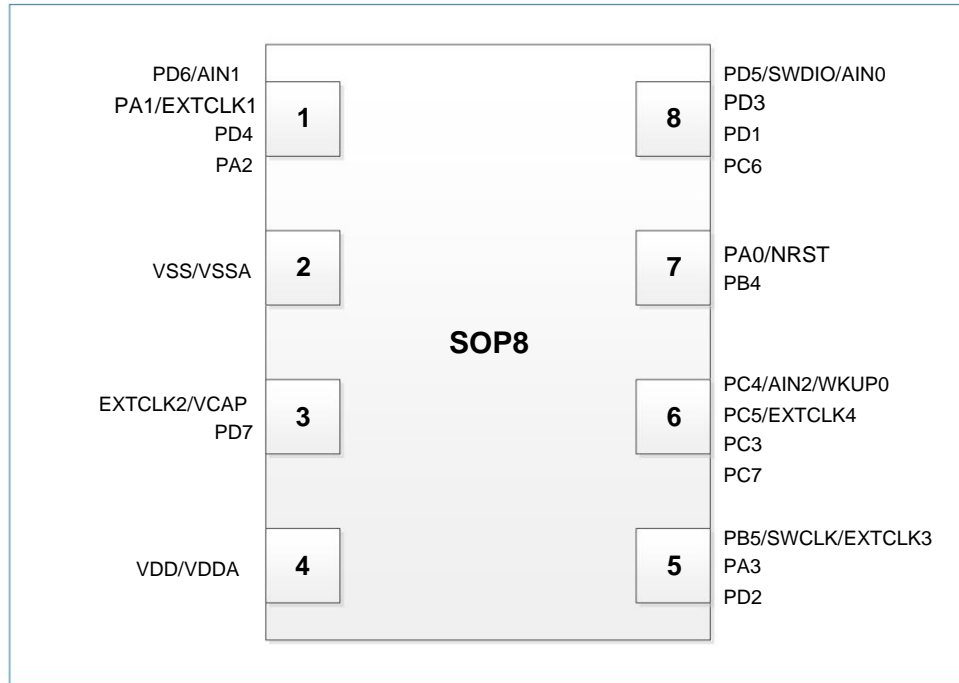 PD6/AIN1
PA1/EXTCLK1
PD4
PA2
1
VSS/VSSA
2
EXTCLK2/VCAP
PD7
3
VDD/VDDA
4
SOP8
8
PD5/SWDIO/AIN0
PD3
PD1
PC6
7
PA0/NRST
PB4
6
PC4/AIN2/WKUP0
PC5/EXTCLK4
PC3
PC7
5
PB5/SWCLK/EXTCLK3
PA3
PD2